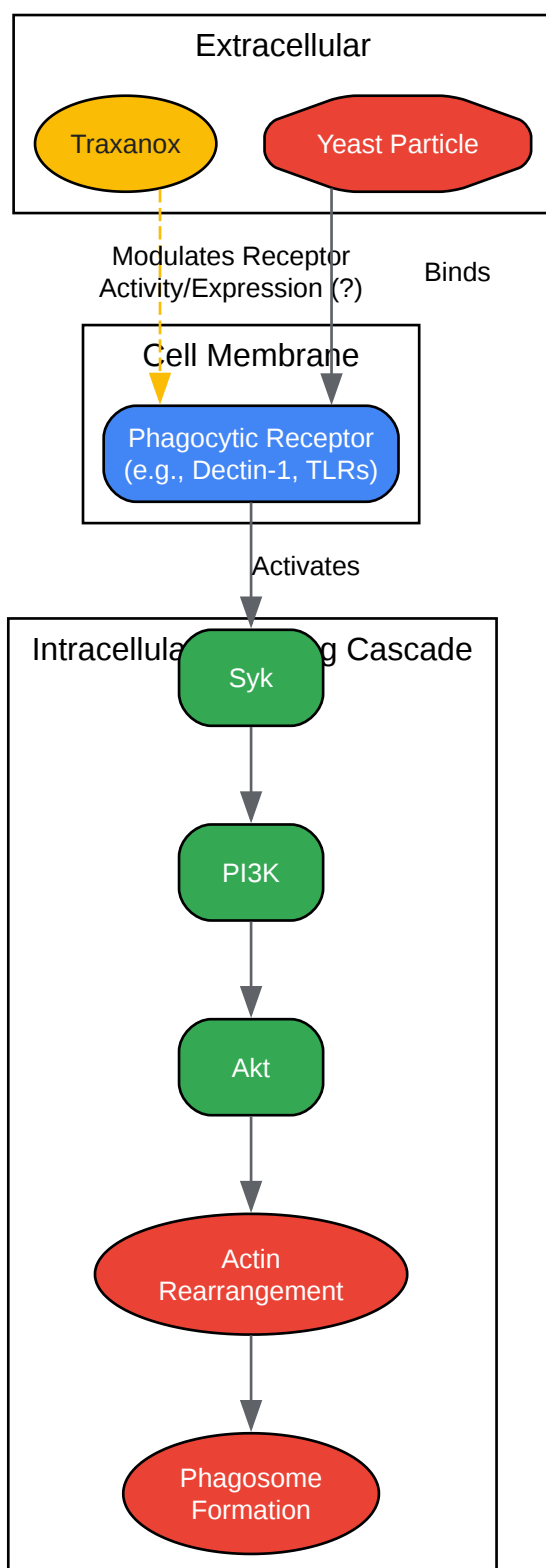 Extracellular
Traxanox
Yeast Particle
Modulates Receptor
Activity/Expression (?)
Binds
Cell Membrane
Phagocytic Receptor
(e.g., Dectin-1, TLRs)
Activates
Intracellula g Cascade
Syk
PI3K
Akt
Actin
Rearrangement
Phagosome
Formation